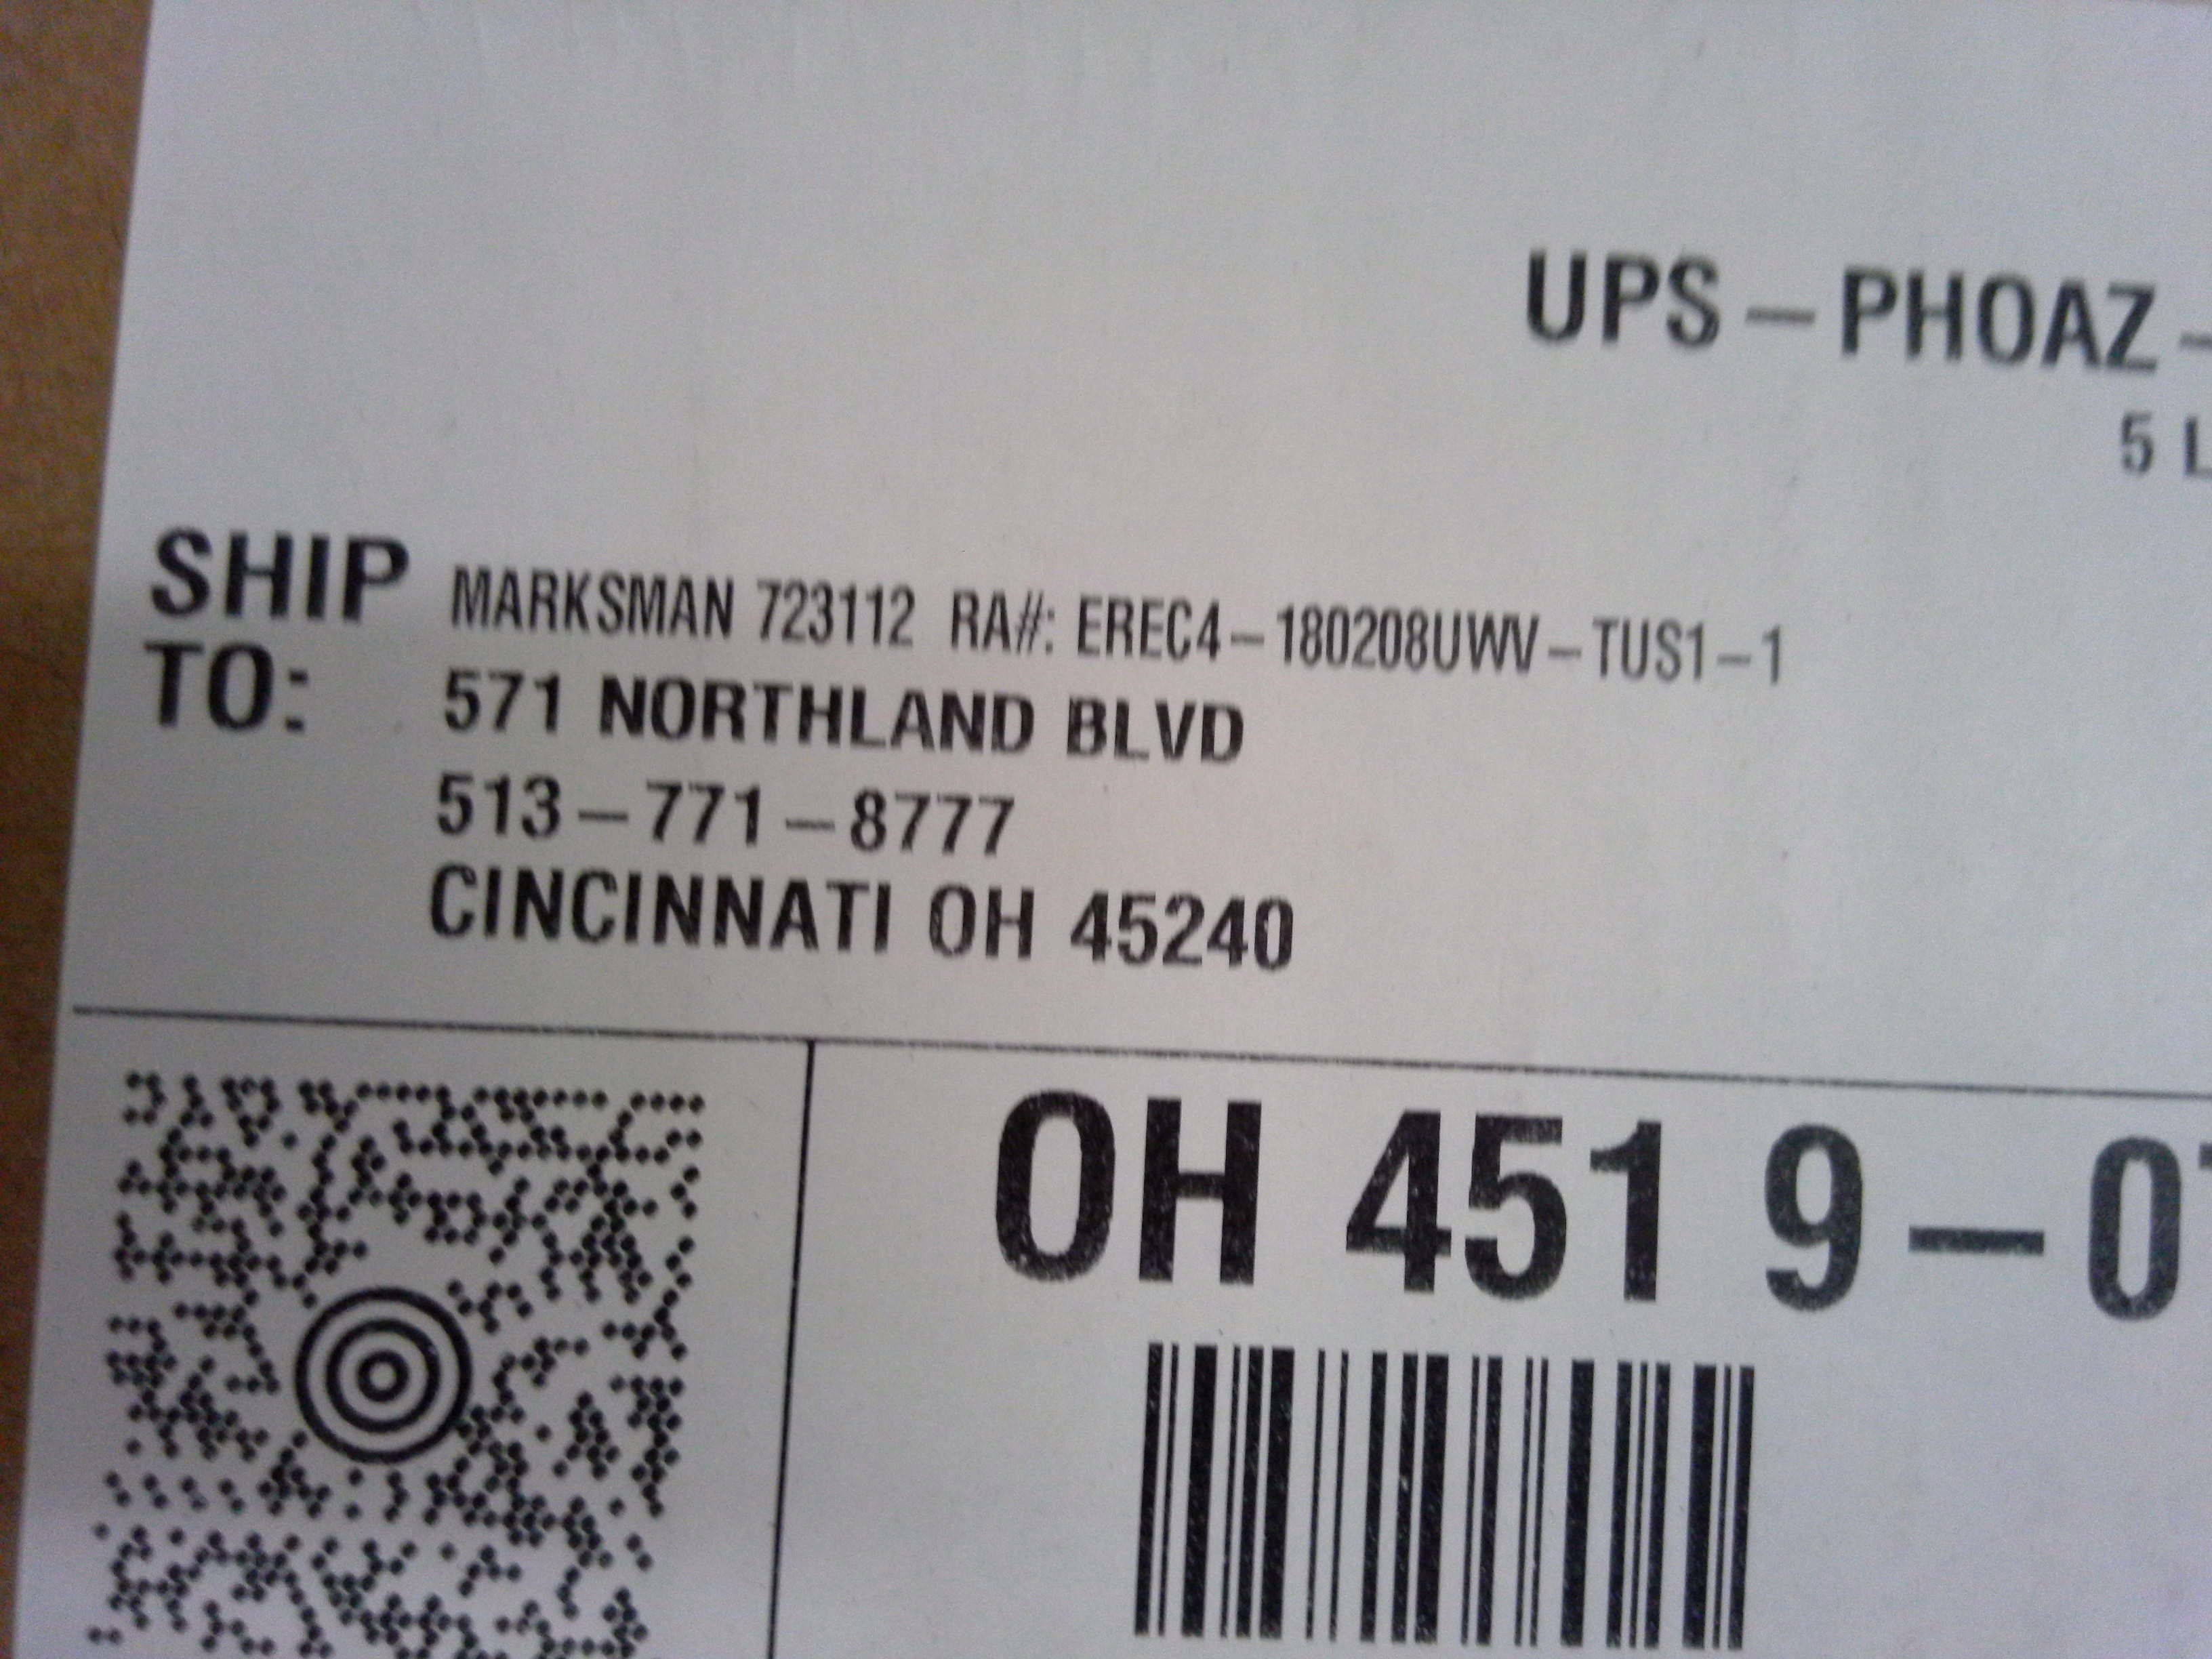 UPS – PHOAZ –
5 L
SHIP TO:
MARKSMAN 723112 RA#: EREC4–180208UWV–TUS1–1
571 NORTHLAND BLVD
513–771–8777
CINCINNATI OH 45240
OH 451 9–0